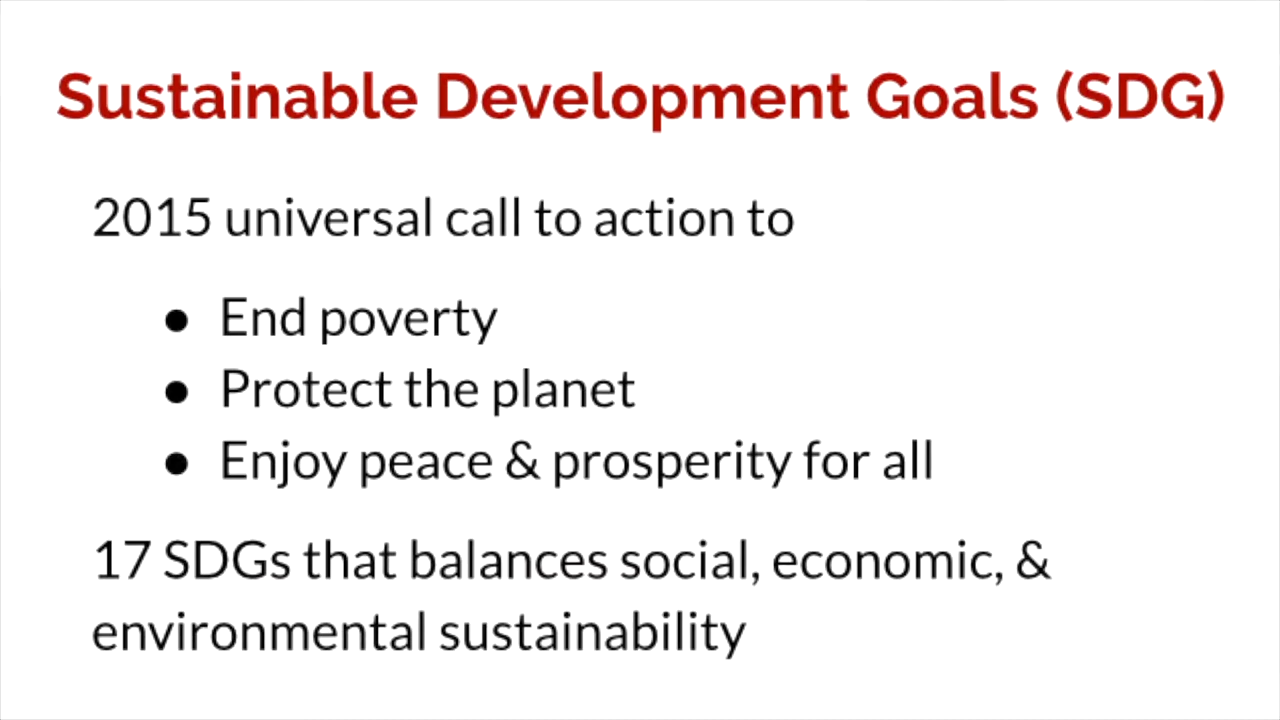 Sustainable Development Goals (SDG)
2015 universal call to action to
● End poverty
● Protect the planet
● Enjoy peace & prosperity for all
17 SDGs that balances social, economic, &
environmental sustainability